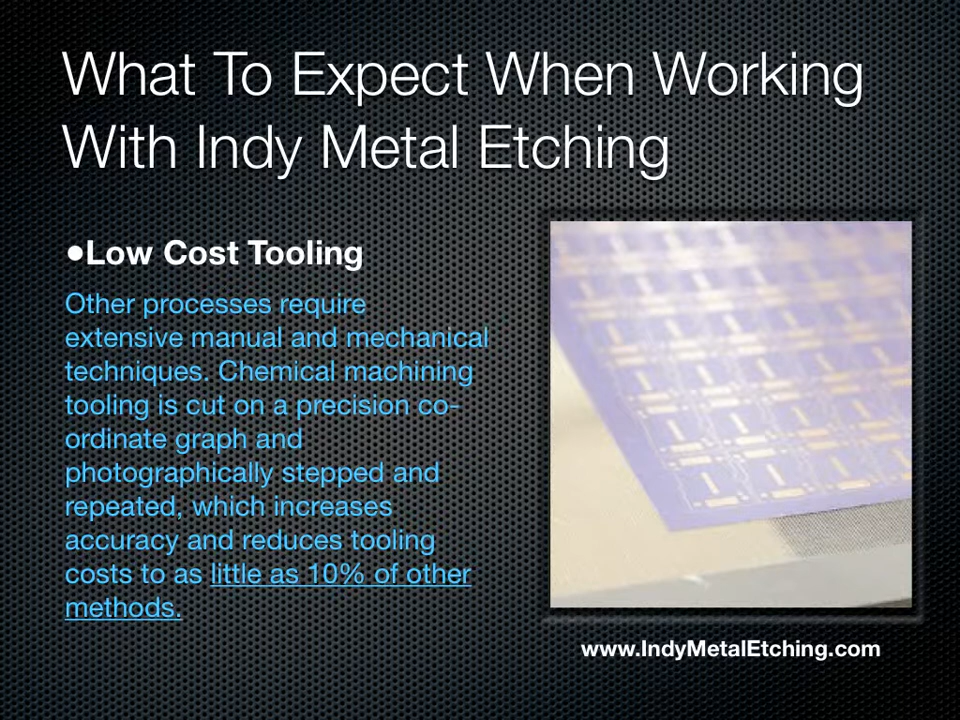 What To Expect When Working
With Indy Metal Etching
•Low Cost Tooling
Other processes require
extensive manual and mechanical
techniques. Chemical machining
tooling is cut on a precision co-
ordinate graph and
photographically stepped and
repeated, which increases
accuracy and reduces tooling
costs to as little as 10% of other
methods.
www.IndyMetalEtching.com